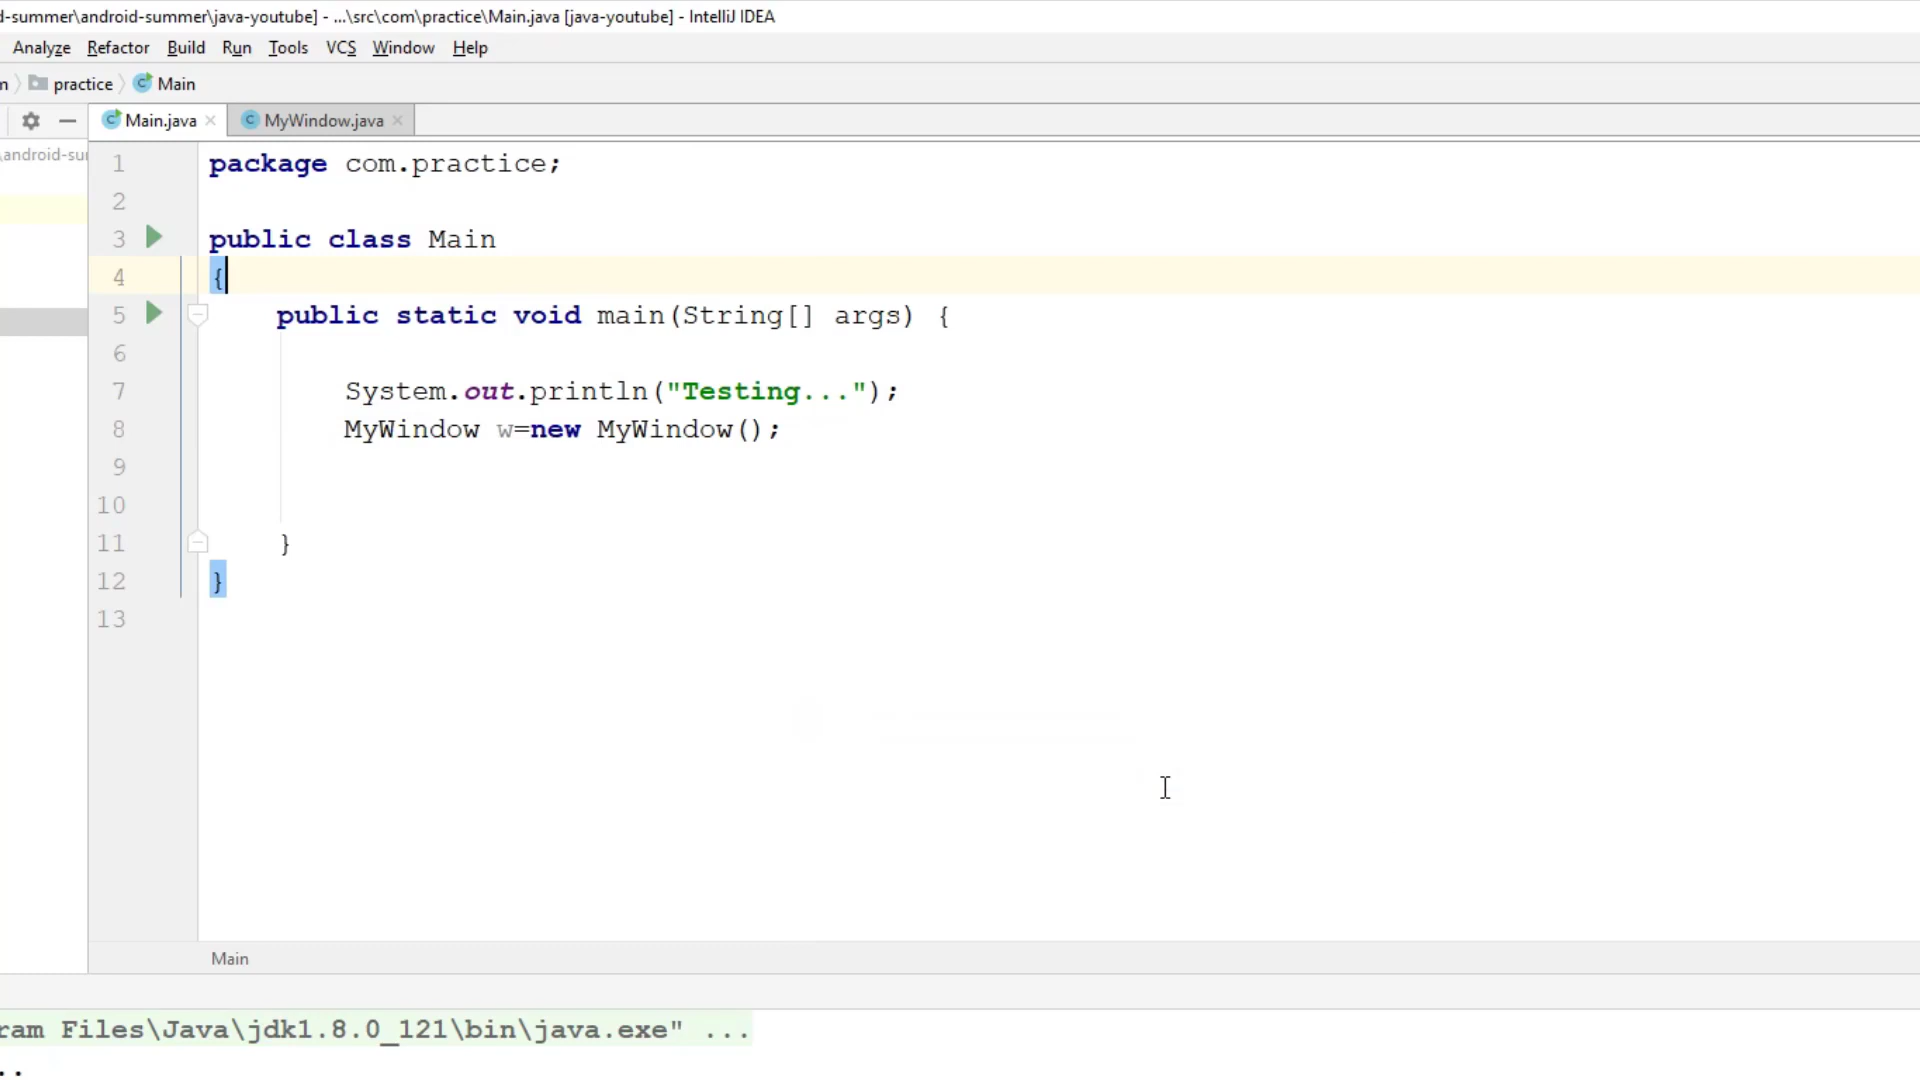 d-summer\android-summer\java-youtube] - ...\src\com\practice\Main.java [java-youtube] - IntelliJ IDEA
Analyze Refactor Build Run Tools VCS Window Help
practice Main
Main.java MyWindow.java
\android-su
1 package com.practice;
2
3 public class Main
4 {
5 public static void main(String[] args) {
6
7 System.out.println("Testing...");
8 MyWindow w=new MyWindow();
9
10
11 }
12 }
13
Main
ram Files\Java\jdk1.8.0_121\bin\java.exe" ...